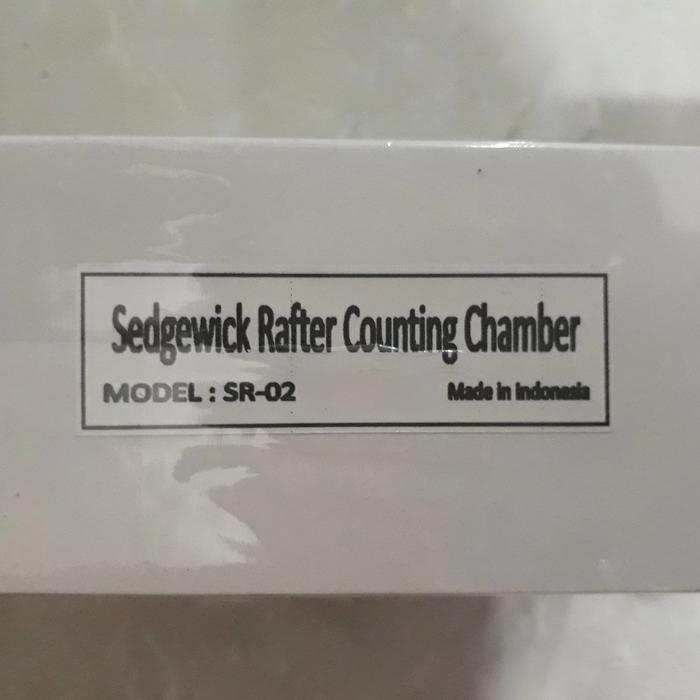 Sedgewick Rafter Counting Chamber
MODEL : SR-02
Made in Indonesia